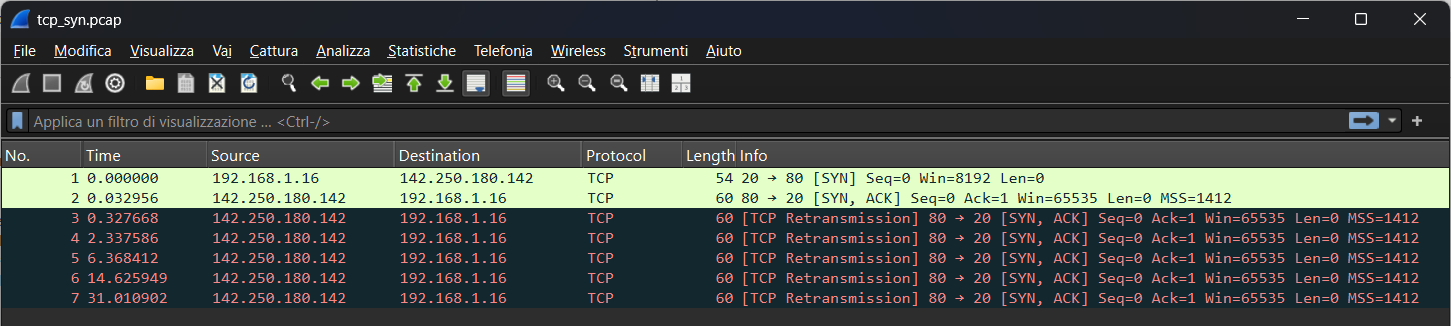 tcp_syn.pcap
File Modifica Visualizza Vai Cattura Analizza Statistiche Telefonia Wireless Strumenti Aiuto
Applica un filtro di visualizzazione ... <Ctrl-/>
No. Time Source Destination Protocol Length Info
1 0.000000 192.168.1.16 142.250.180.142 TCP 54 20 → 80 [SYN] Seq=0 Win=8192 Len=0
2 0.032956 142.250.180.142 192.168.1.16 TCP 60 80 → 20 [SYN, ACK] Seq=0 Ack=1 Win=65535 Len=0 MSS=1412
3 0.327668 142.250.180.142 192.168.1.16 TCP 60 [TCP Retransmission] 80 → 20 [SYN, ACK] Seq=0 Ack=1 Win=65535 Len=0 MSS=1412
4 2.337586 142.250.180.142 192.168.1.16 TCP 60 [TCP Retransmission] 80 → 20 [SYN, ACK] Seq=0 Ack=1 Win=65535 Len=0 MSS=1412
5 6.368412 142.250.180.142 192.168.1.16 TCP 60 [TCP Retransmission] 80 → 20 [SYN, ACK] Seq=0 Ack=1 Win=65535 Len=0 MSS=1412
6 14.625949 142.250.180.142 192.168.1.16 TCP 60 [TCP Retransmission] 80 → 20 [SYN, ACK] Seq=0 Ack=1 Win=65535 Len=0 MSS=1412
7 31.010902 142.250.180.142 192.168.1.16 TCP 60 [TCP Retransmission] 80 → 20 [SYN, ACK] Seq=0 Ack=1 Win=65535 Len=0 MSS=1412